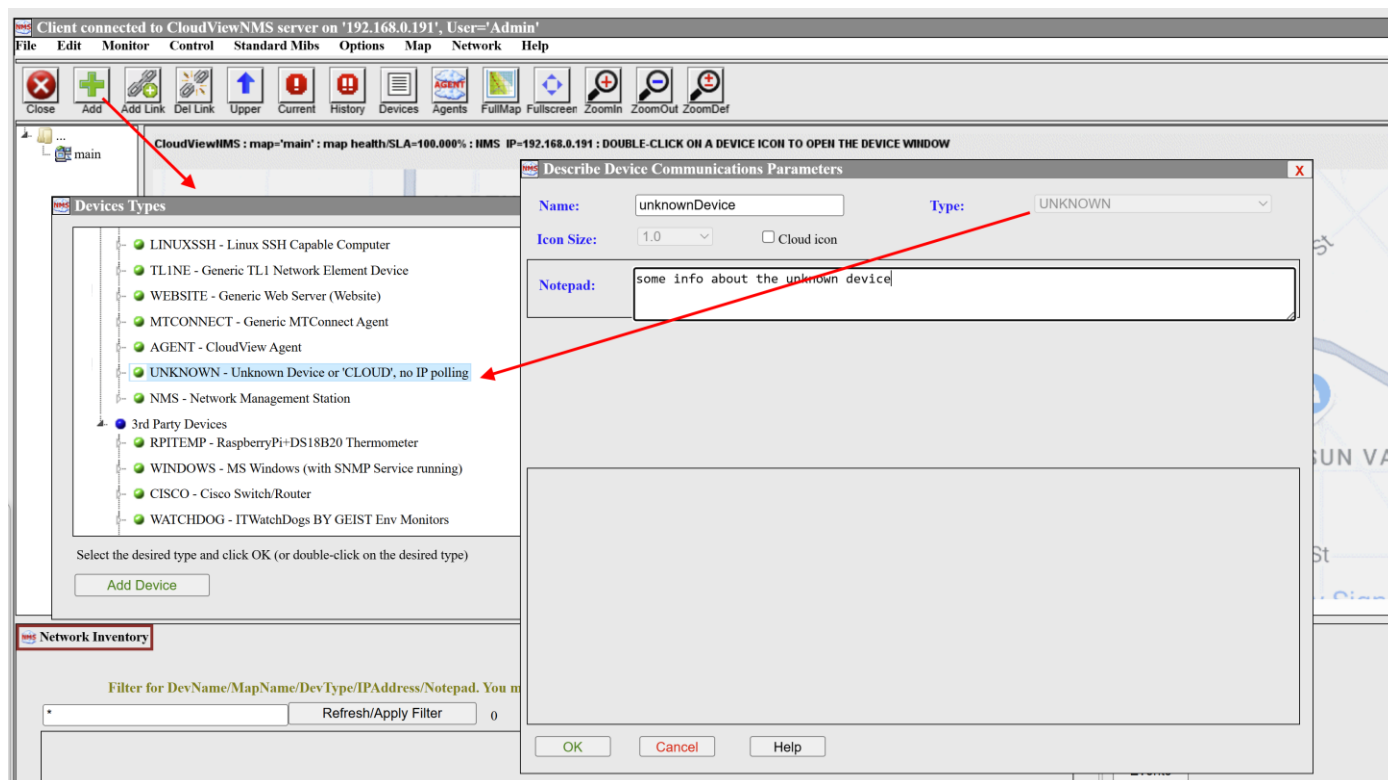 Client connected to CloudViewNMS server on '192.168.0.191', User='Admin'
File Edit Monitor Control Standard Mibs Options Map Network Help
AGENT
Close Add Add Link Del Link Upper Current History Devices Agents FullMap Fullscreen ZoomIn ZoomOut ZoomDef
...
main
CloudViewNMS : map='main' : map health/SLA=100.000% : NMS IP=192.168.0.191 : DOUBLE-CLICK ON A DEVICE ICON TO OPEN THE DEVICE WINDOW
NMS Devices Types
LINUXSSH - Linux SSH Capable Computer
TL1NE - Generic TL1 Network Element Device
WEBSITE - Generic Web Server (Website)
MTCONNECT - Generic MTConnect Agent
AGENT - CloudView Agent
UNKNOWN - Unknown Device or 'CLOUD', no IP polling
NMS - Network Management Station
3rd Party Devices
RPITEMP - RaspberryPi+DS18B20 Thermometer
WINDOWS - MS Windows (with SNMP Service running)
CISCO - Cisco Switch/Router
WATCHDOG - ITWatchDogs BY GEIST Env Monitors
Select the desired type and click OK (or double-click on the desired type)
Add Device
NMS Describe Device Communications Parameters X
Name: unknownDevice Type: UNKNOWN
Icon Size: 1.0 Cloud icon
Notepad: some info about the unknown device
OK Cancel Help
St
SUN VA
St
NMS Network Inventory
Filter for DevName/MapName/DevType/IPAddress/Notepad. You m
* Refresh/Apply Filter 0